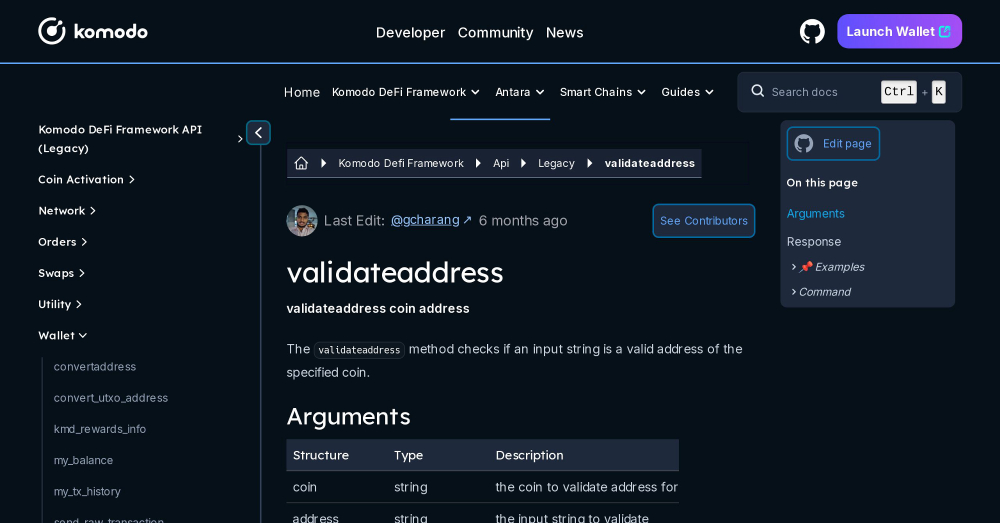 komodo
Developer Community News
Launch Wallet
Home Komodo DeFi Framework Antara Smart Chains Guides
Search docs Ctrl + K
Komodo DeFi Framework API
(Legacy)
Coin Activation
Network
Orders
Swaps
Utility
Wallet
convertaddress
convert_utxo_address
kmd_rewards_info
my_balance
my_tx_history
send_raw_transaction
Komodo Defi Framework Api Legacy validateaddress
Last Edit: @gcharang ↗ 6 months ago
See Contributors
validateaddress
validateaddress coin address
The validateaddress method checks if an input string is a valid address of the
specified coin.
Arguments
Structure Type Description
coin string the coin to validate address for
address string the input string to validate
Edit page
On this page
Arguments
Response
📌 Examples
Command